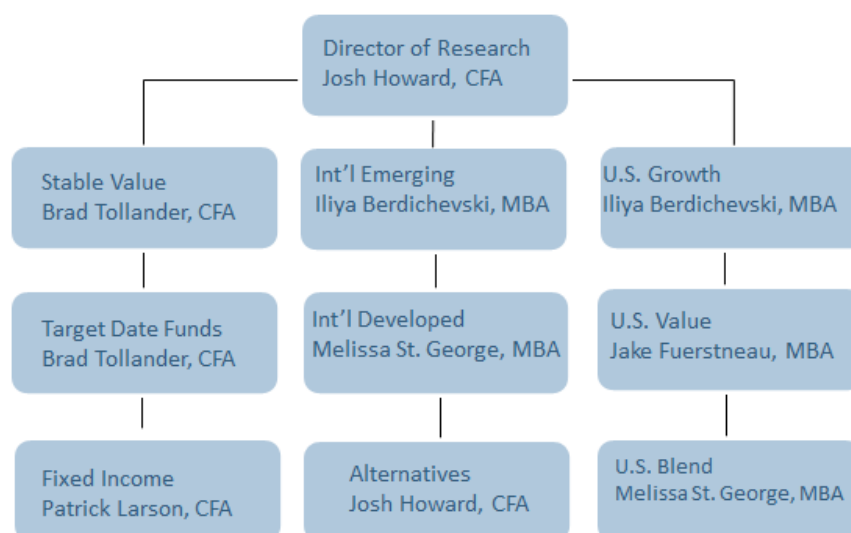 Director of Research
Josh Howard, CFA
Stable Value
Brad Tollander, CFA
Int'l Emerging
Iliya Berdichevski, MBA
U.S. Growth
Iliya Berdichevski, MBA
Target Date Funds
Brad Tollander, CFA
Int'l Developed
Melissa St. George, MBA
U.S. Value
Jake Fuerstneau, MBA
Fixed Income
Patrick Larson, CFA
Alternatives
Josh Howard, CFA
U.S. Blend
Melissa St. George, MBA